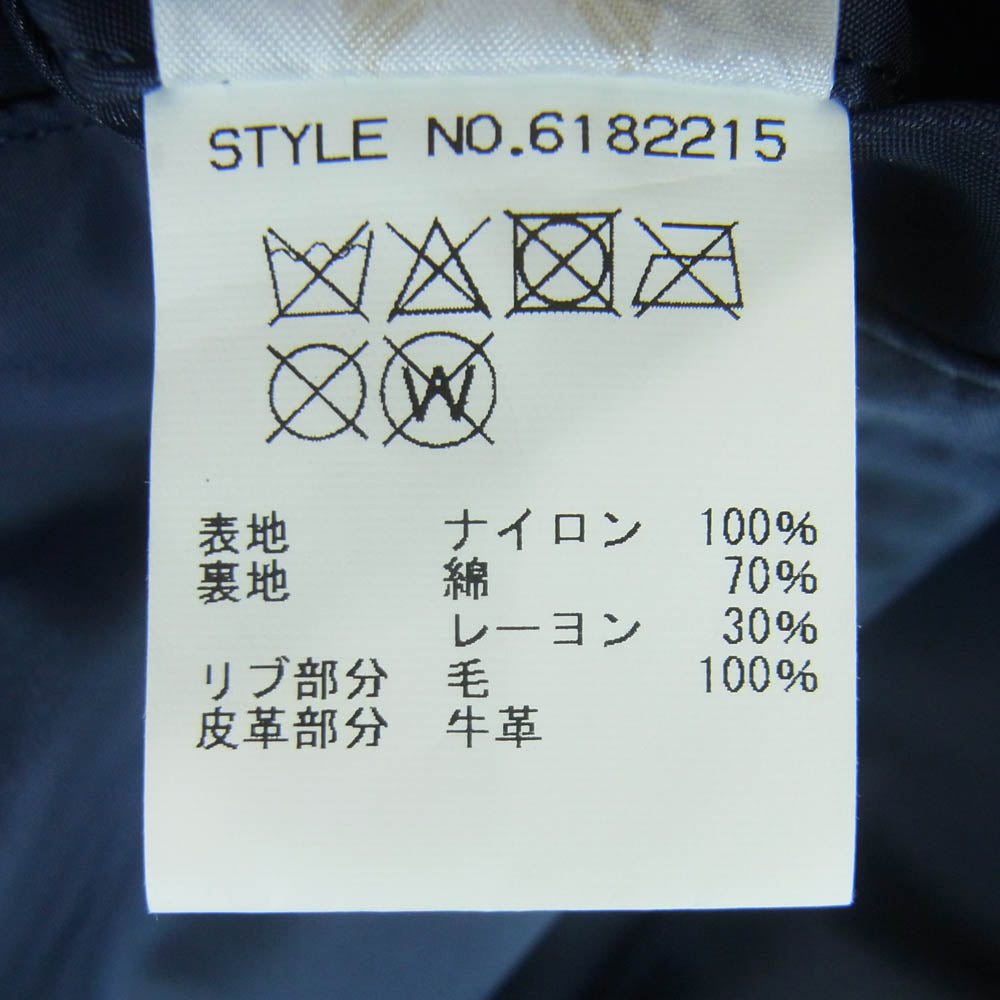 STYLE NO.6182215
W
表地 ナイロン 100%
裏地 綿 70%
レーヨン 30%
リブ部分 毛 100%
皮革部分 牛革